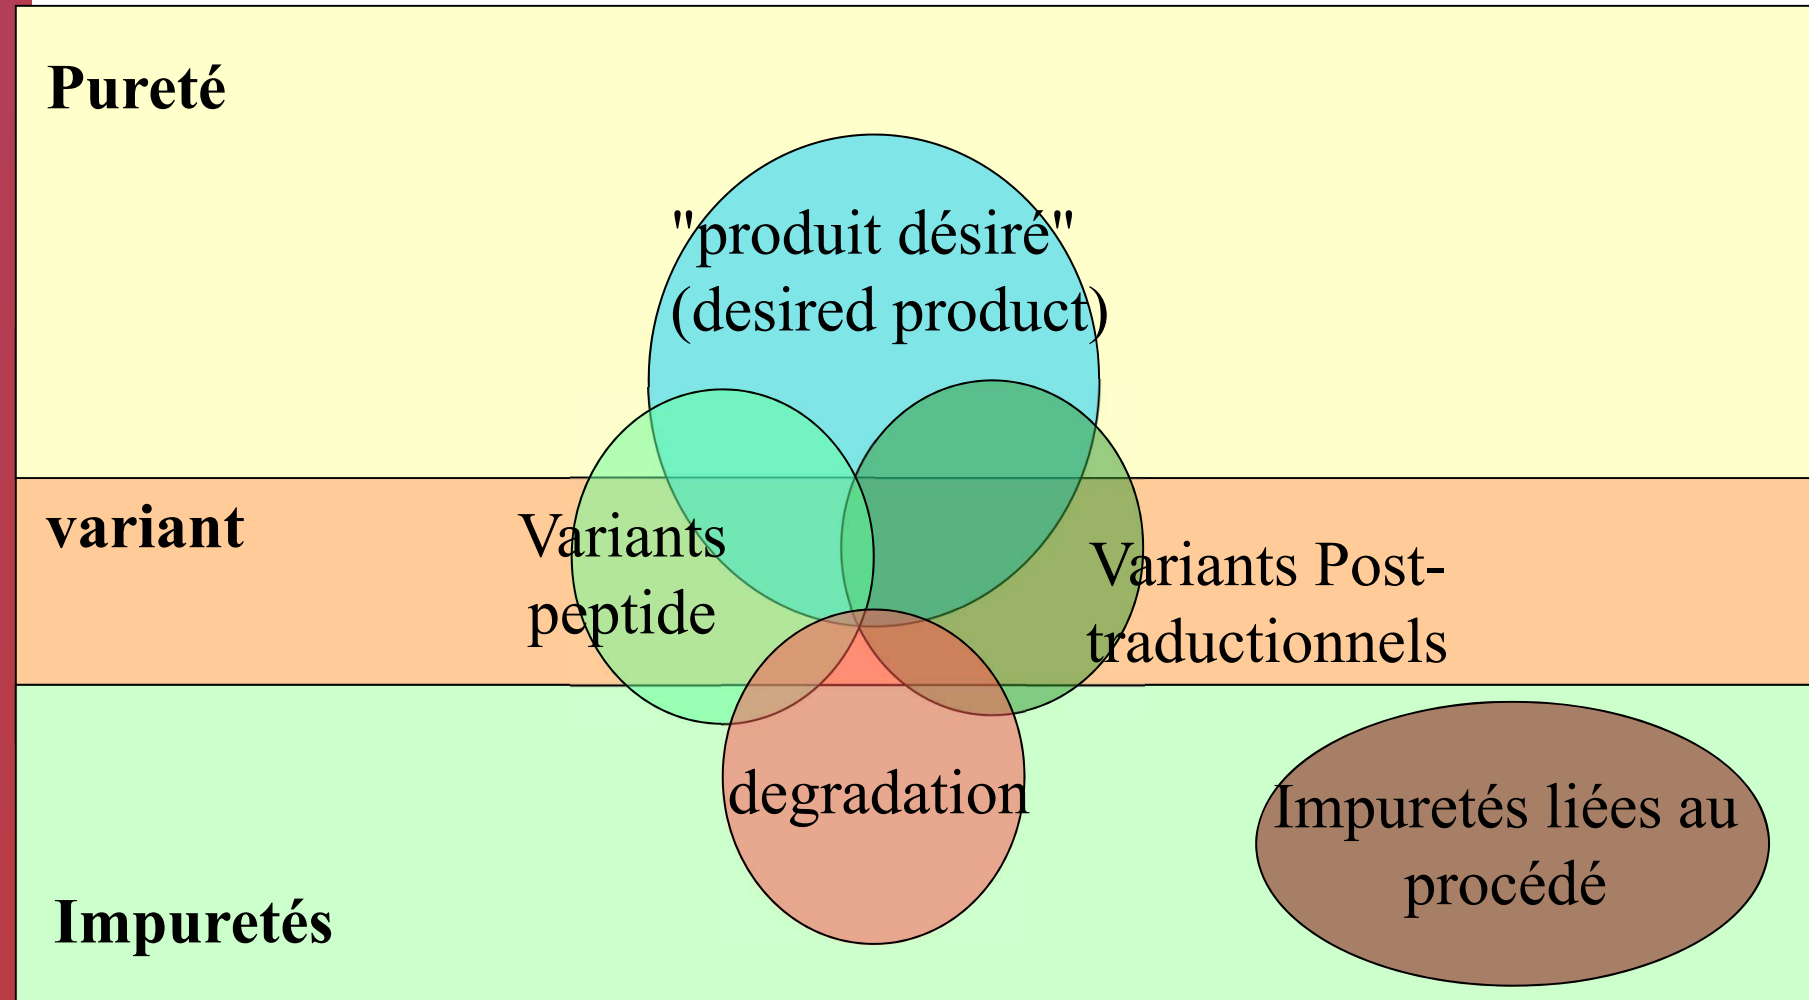 Pureté
"produit désiré"
(desired product)
variant
Variants
peptide
Variants Post-
traductionnels
degradation
Impuretés liées au
procédé
Impuretés